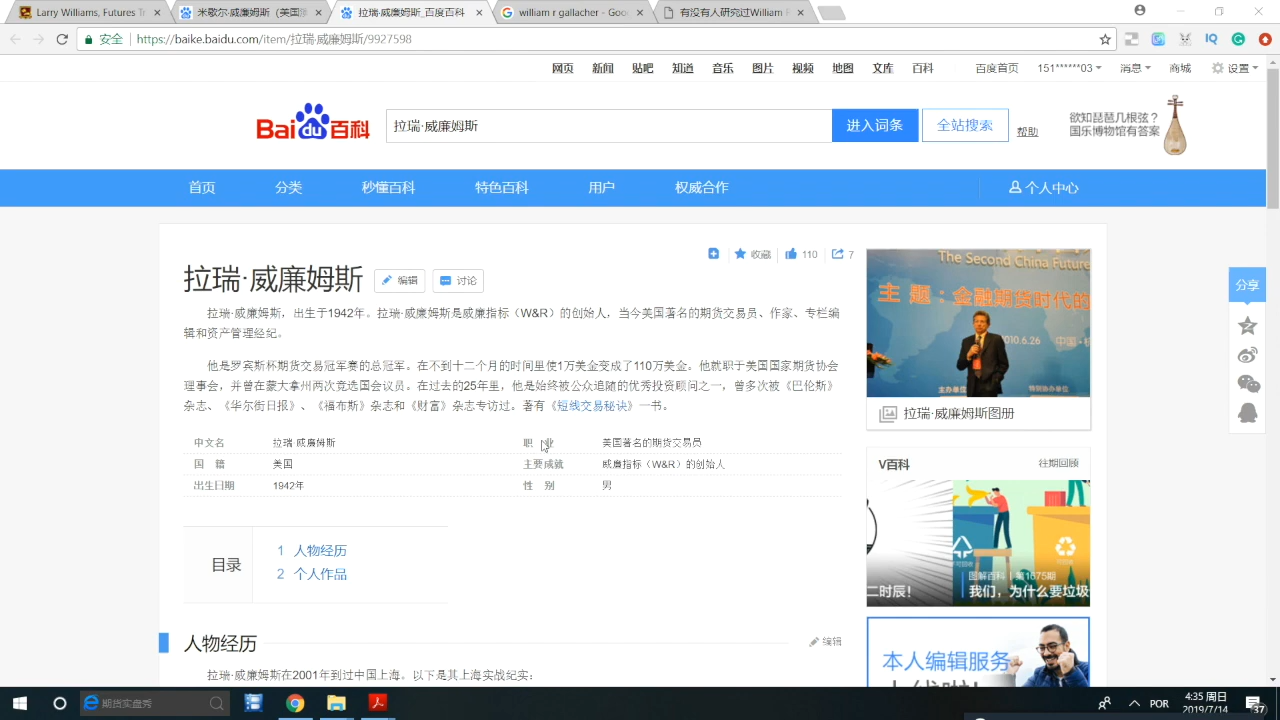 Larry Williams, Futures Tr
米歇尔·威廉姆斯（美国演
拉瑞·威廉姆斯_百度百科
william r gallacher - Goo
有没有人研究过William F
安全 https://baike.baidu.com/item/拉瑞·威廉姆斯/9927598
网页 新闻 贴吧 知道 音乐 图片 视频 地图 文库 百科 百度首页 151******03 消息 商城 设置
Bai du 百科
拉瑞·威廉姆斯
进入词条
全站搜索
帮助
欲知琵琶几根弦？
国乐博物馆有答案
首页 分类 秒懂百科 特色百科 用户 权威合作 个人中心
收藏 110 7
拉瑞·威廉姆斯 编辑 讨论
拉瑞·威廉姆斯，出生于1942年。拉瑞·威廉姆斯是威廉指标（W&R）的创始人，当今美国著名的期货交易员、作家、专栏编
辑和资产管理经纪。
他是罗宾斯杯期货交易冠军赛的总冠军。在不到十二个月的时间里使1万美金变成了110万美金。他就职于美国国家期货协会
理事会，并曾在蒙大拿州两次竞选国会议员。在过去的25年里，他是始终被公众追随的优秀投资顾问之一，曾多次被《巴伦斯》
杂志、《华尔街日报》、《福布斯》杂志和《财富》杂志专访过。著有《短线交易秘诀》一书。
中文名 拉瑞·威廉姆斯 职 业 美国著名的期货交易员
国 籍 美国 主要成就 威廉指标（W&R）的创始人
出生日期 1942年 性 别 男
目录
1 人物经历
2 个人作品
人物经历
编辑
拉瑞·威廉姆斯在2001年到过中国上海。以下是其上海实战纪实：
The Second China Future
主 题：金融期货时代的
2010.6.26
主办单位
拉瑞·威廉姆斯图册
V百科 往期回顾
二时辰！
可回收
图解百科 | 第1675期
我们，为什么要垃圾
本人编辑服务
分享
期货实盘秀
POR
4:35 周日
2019/7/14
37